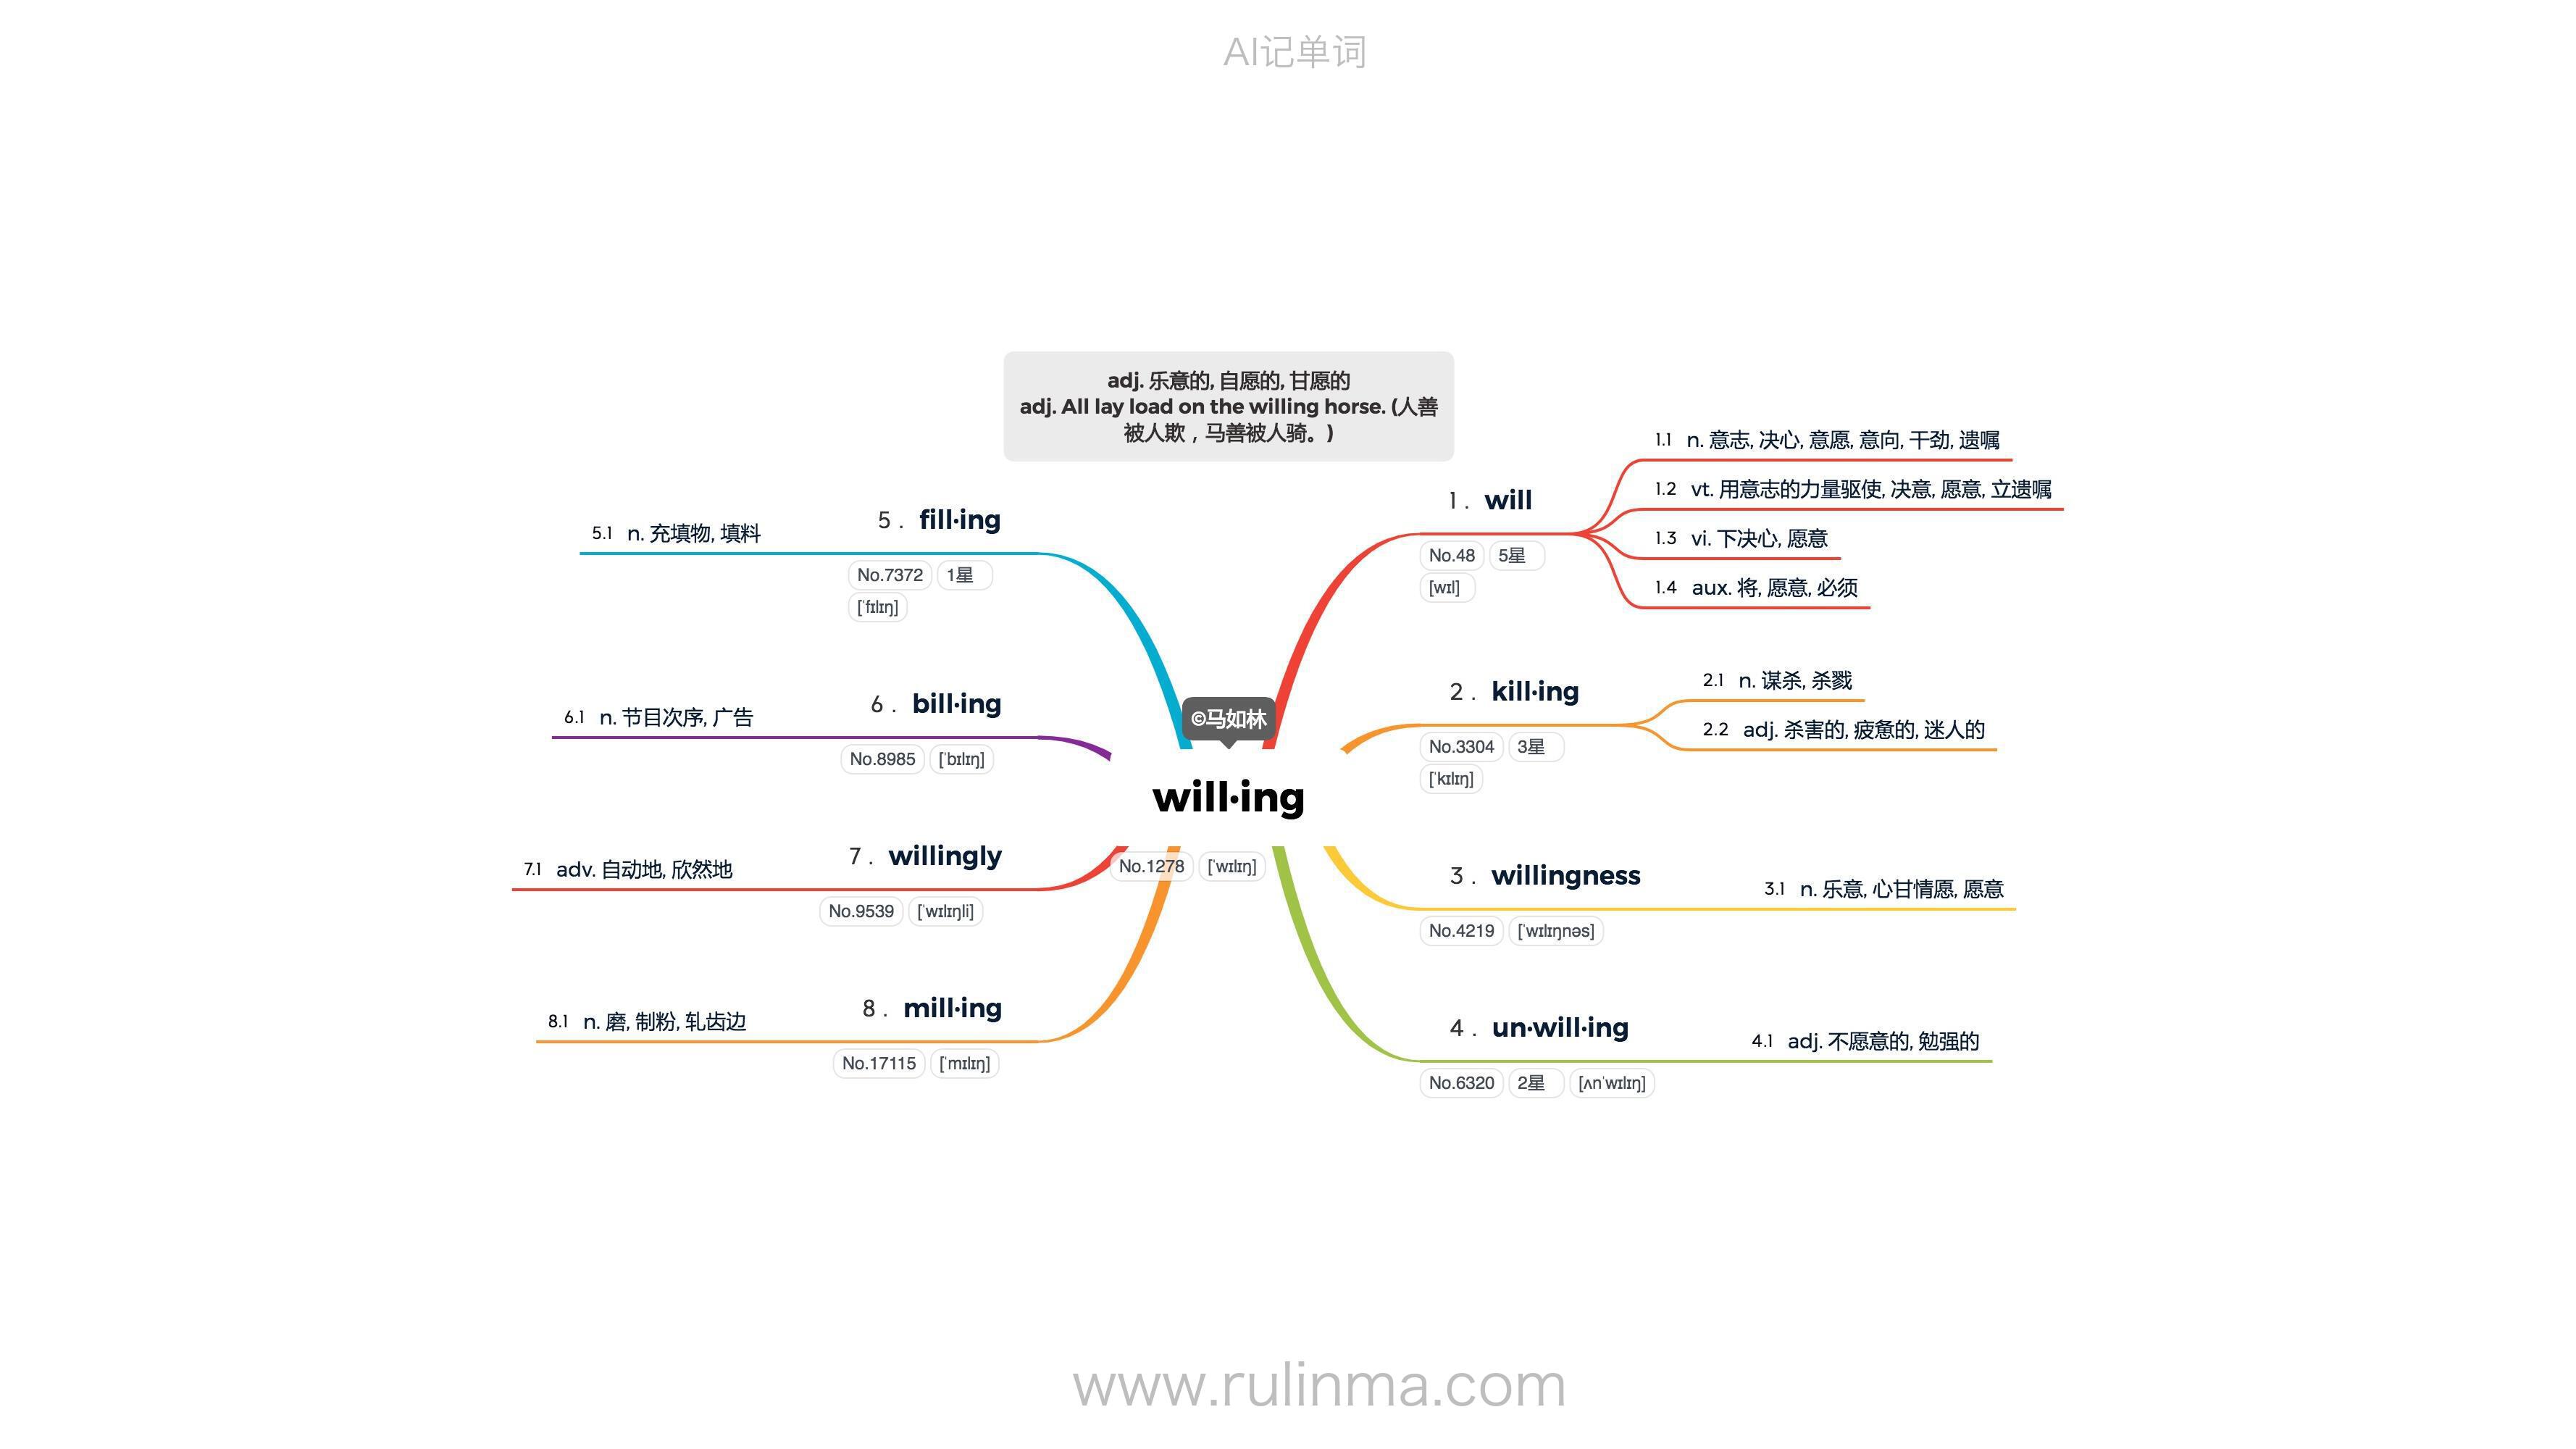 AI记单词
adj. 乐意的, 自愿的, 甘愿的
adj. All lay load on the willing horse. (人善
被人欺，马善被人骑。)
©马如林
will·ing
No.1278 [ˈwɪlɪŋ]
1 . will
No.48 5星
[wɪl]
1.1 n. 意志, 决心, 意愿, 意向, 干劲, 遗嘱
1.2 vt. 用意志的力量驱使, 决意, 愿意, 立遗嘱
1.3 vi. 下决心, 愿意
1.4 aux. 将, 愿意, 必须
2 . kill·ing
No.3304 3星
[ˈkɪlɪŋ]
2.1 n. 谋杀, 杀戮
2.2 adj. 杀害的, 疲惫的, 迷人的
3 . willingness
No.4219 [ˈwɪlɪŋnəs]
3.1 n. 乐意, 心甘情愿, 愿意
4 . un·will·ing
No.6320 2星 [ʌnˈwɪlɪŋ]
4.1 adj. 不愿意的, 勉强的
5 . fill·ing
No.7372 1星
[ˈfɪlɪŋ]
5.1 n. 充填物, 填料
6 . bill·ing
No.8985 [ˈbɪlɪŋ]
6.1 n. 节目次序, 广告
7 . willingly
No.9539 [ˈwɪlɪŋli]
7.1 adv. 自动地, 欣然地
8 . mill·ing
No.17115 [ˈmɪlɪŋ]
8.1 n. 磨, 制粉, 轧齿边
www.rulinma.com